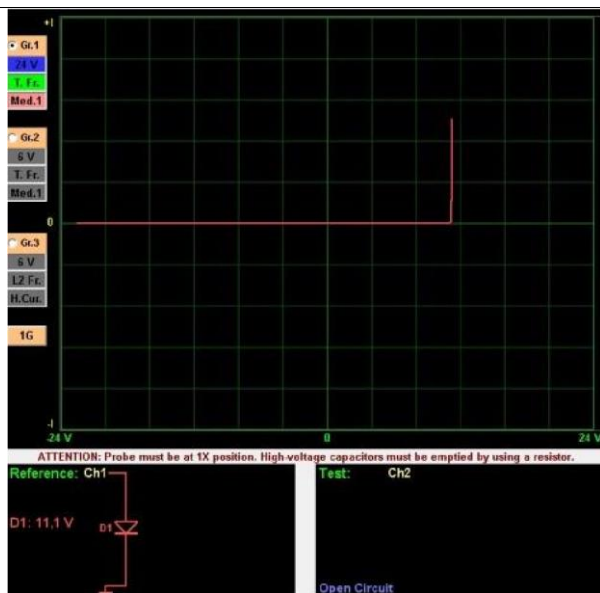 +I
Gr.1
24 V
T. Fr.
Med.1
Gr.2
6 V
T. Fr.
Med.1
0
Gr.3
6 V
L2 Fr.
H.Cur.
1G
-I
-24 V 0 24 V
ATTENTION: Probe must be at 1X position. High-voltage capacitors must be emptied by using a resistor.
Reference: Ch1
D1: 11,1 V D1
Test: Ch2
Open Circuit